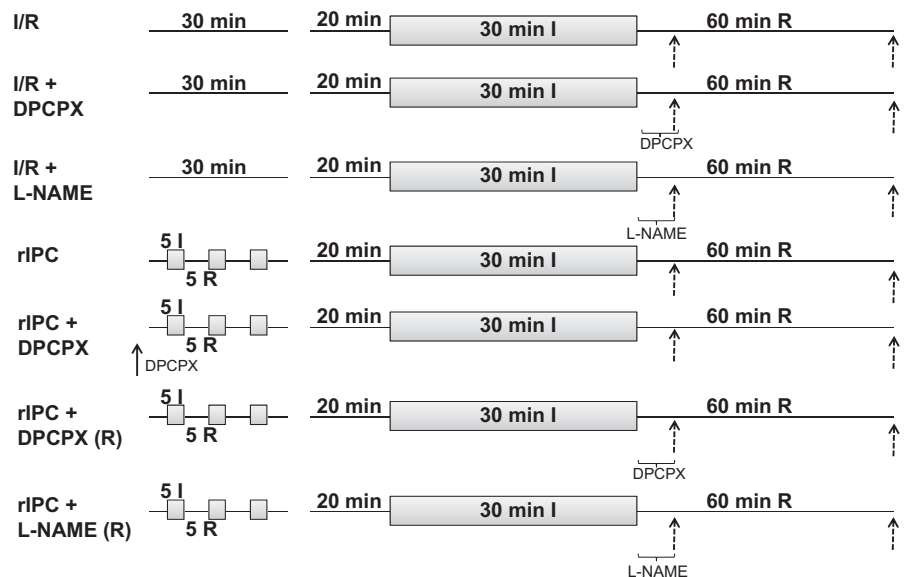 I/R 30 min 20 min 30 min I 60 min R
I/R + DPCPX 30 min 20 min 30 min I 60 min R
DPCPX
I/R + L-NAME 30 min 20 min 30 min I 60 min R
L-NAME
rIPC 5 I 5 R 20 min 30 min I 60 min R
rIPC + DPCPX 5 I 5 R 20 min 30 min I 60 min R
DPCPX
rIPC + DPCPX (R) 5 I 5 R 20 min 30 min I 60 min R
DPCPX
rIPC + L-NAME (R) 5 I 5 R 20 min 30 min I 60 min R
L-NAME